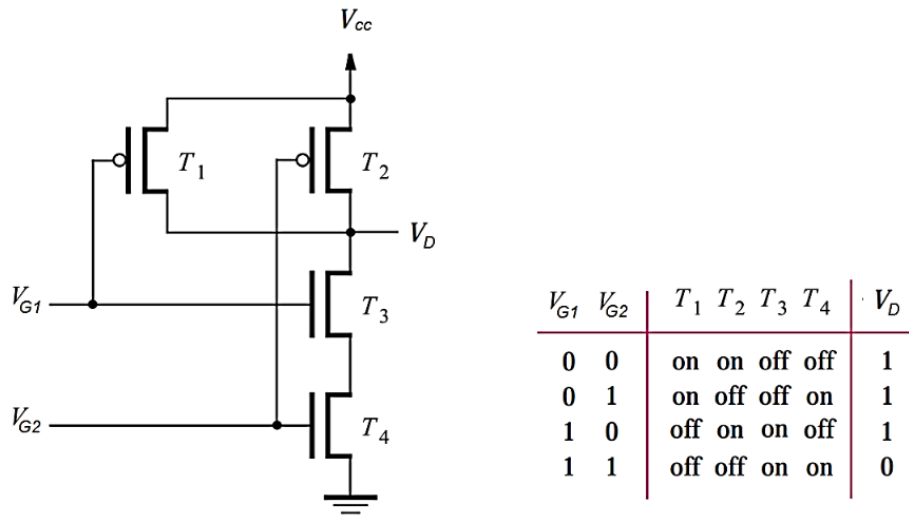 V_CC
T_1
T_2
V_D
V_G1
T_3
V_G2
T_4
V_G1 V_G2 T_1 T_2 T_3 T_4 V_D
0 0 on on off off 1
0 1 on off off on 1
1 0 off on on off 1
1 1 off off on on 0